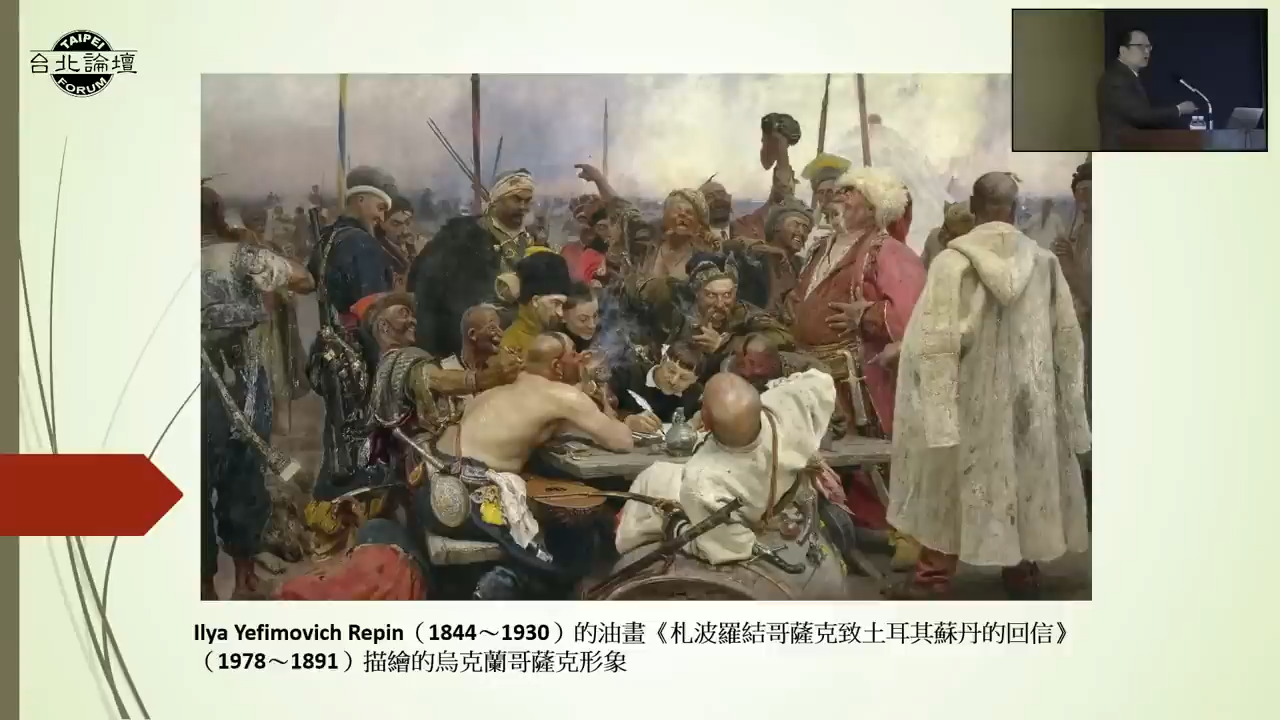 TAIPEI
台北論壇
FORUM
Ilya Yefimovich Repin（1844～1930）的油畫《札波羅結哥薩克致土耳其蘇丹的回信》
（1978～1891）描繪的烏克蘭哥薩克形象